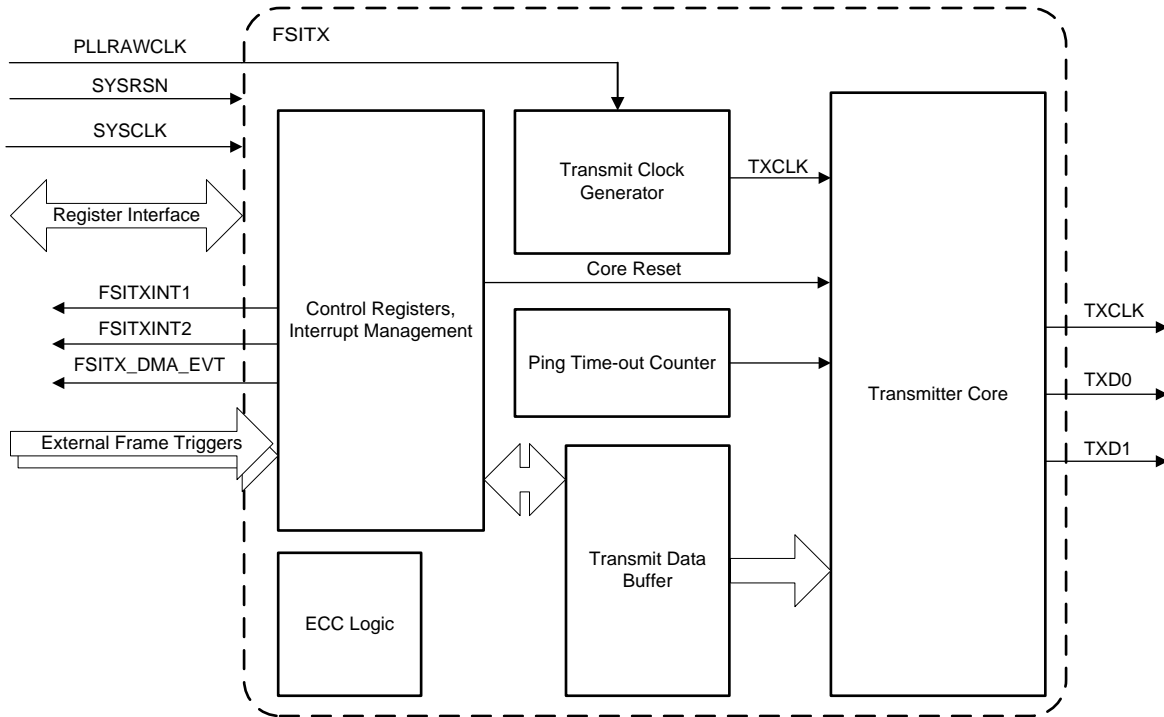 FSITX
PLLRAWCLK
SYSRSN
SYSCLK
Register Interface
FSITXINT1
FSITXINT2
FSITX_DMA_EVT
External Frame Triggers
Control Registers,
Interrupt Management
ECC Logic
Transmit Clock
Generator
TXCLK
Core Reset
Ping Time-out Counter
Transmit Data
Buffer
Transmitter Core
TXCLK
TXD0
TXD1